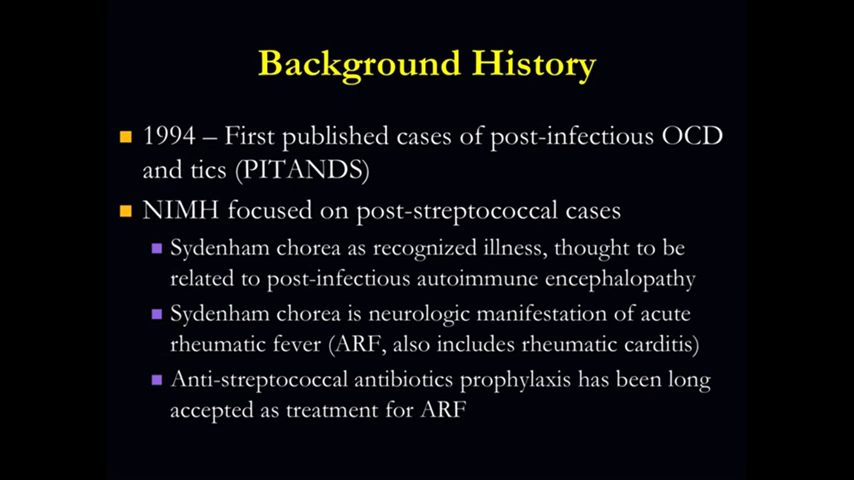 Background History
1994 – First published cases of post-infectious OCD
and tics (PITANDS)
NIMH focused on post-streptococcal cases
Sydenham chorea as recognized illness, thought to be
related to post-infectious autoimmune encephalopathy
Sydenham chorea is neurologic manifestation of acute
rheumatic fever (ARF, also includes rheumatic carditis)
Anti-streptococcal antibiotics prophylaxis has been long
accepted as treatment for ARF